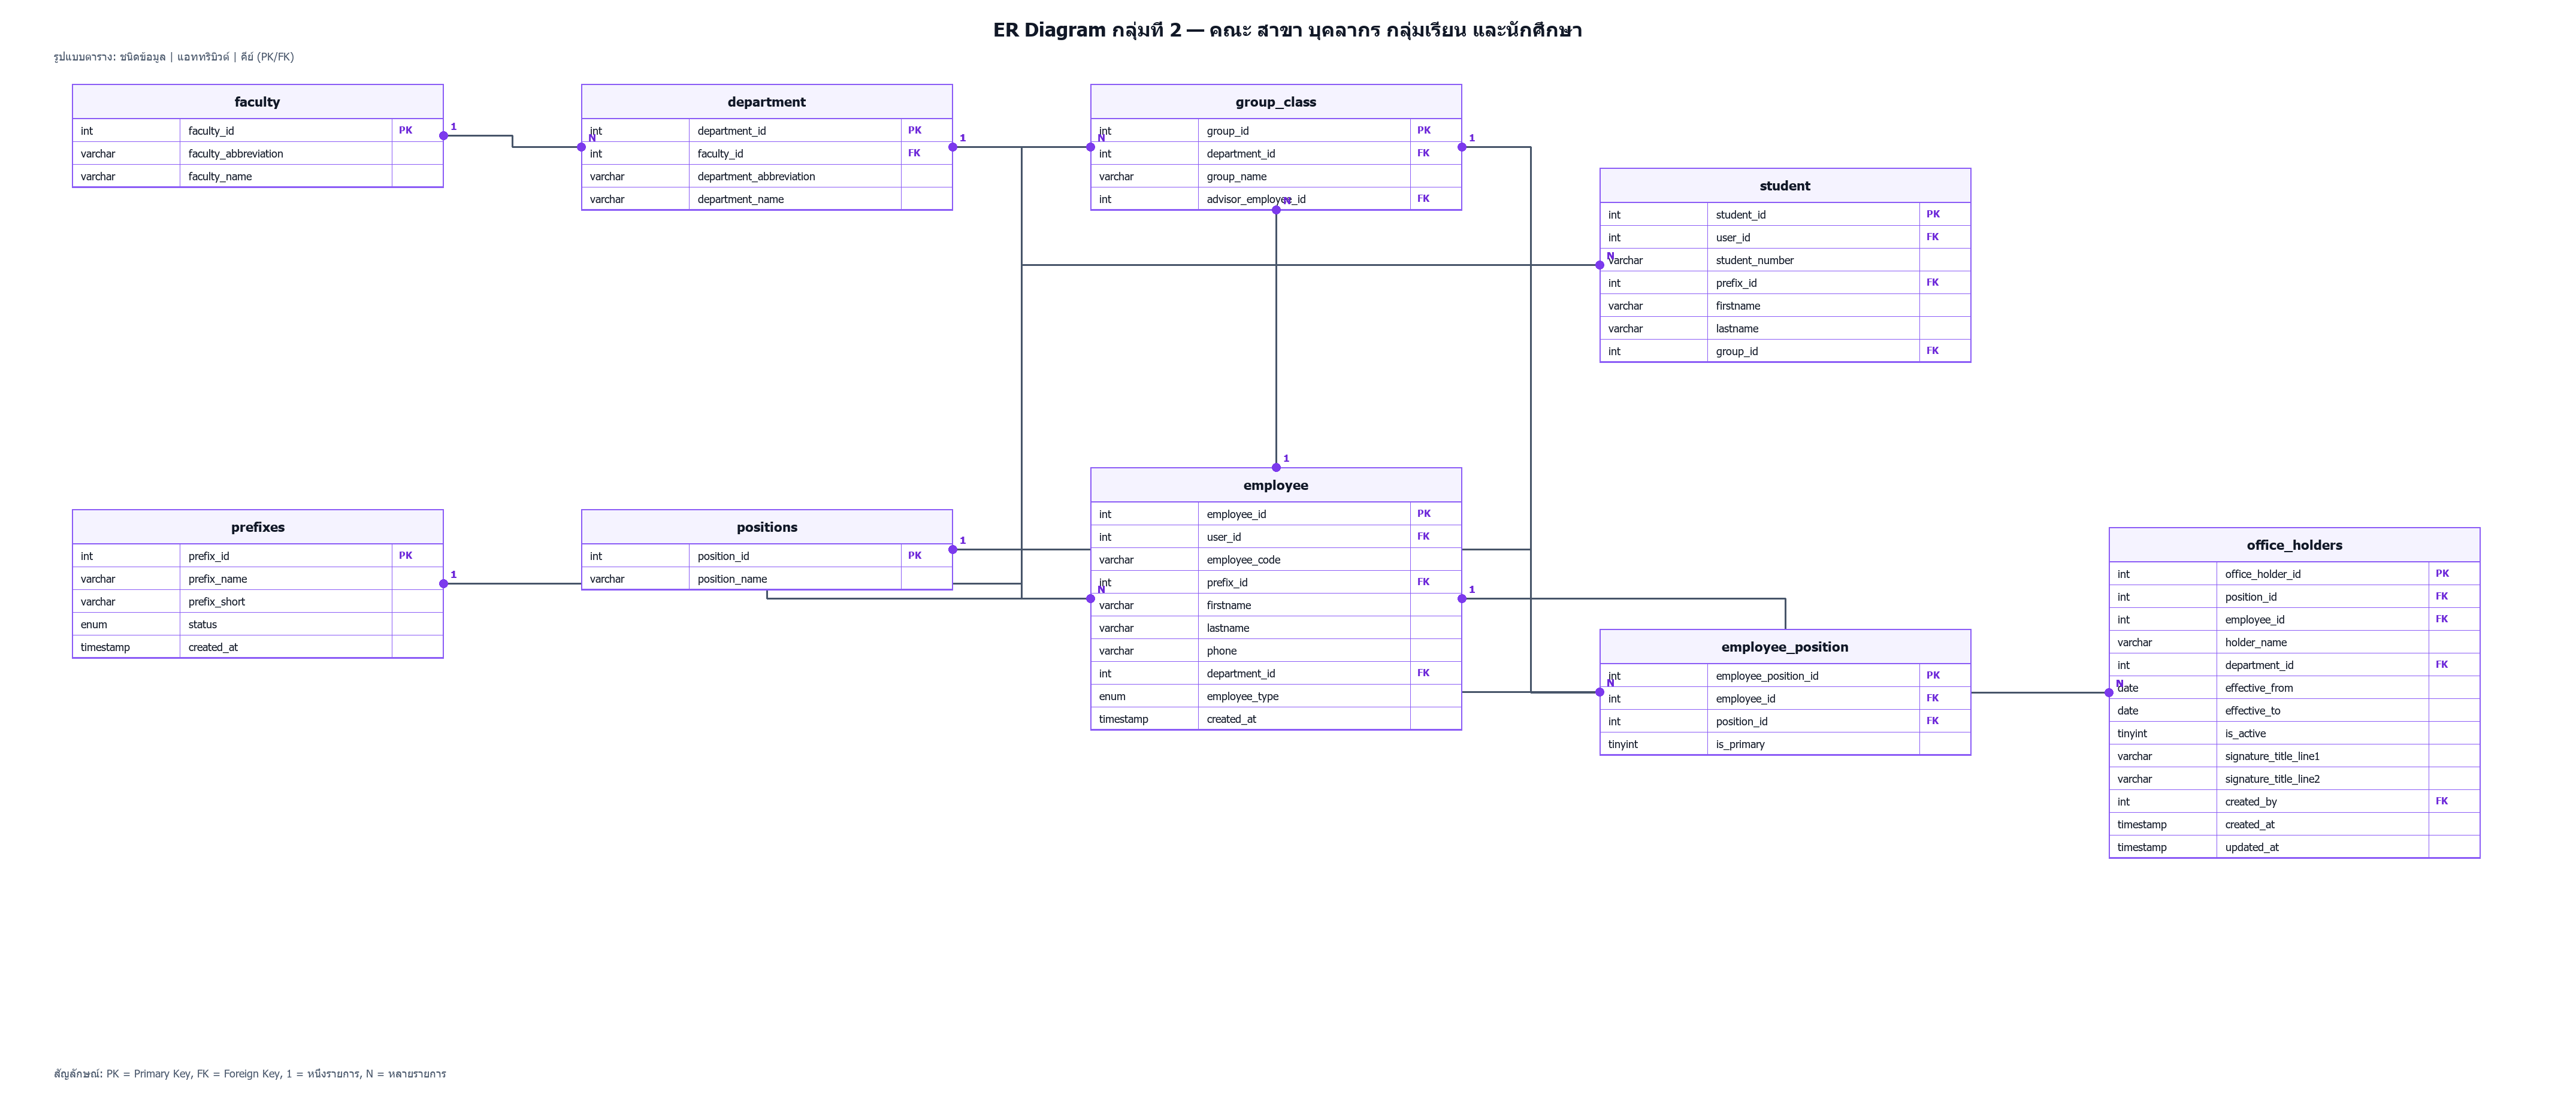 ER Diagram กลุ่มที่ 2 — คณะ สาขา บุคลากร กลุ่มเรียน และนักศึกษา
รูปแบบตาราง: ชนิดข้อมูล | แอททริบิวต์ | คีย์ (PK/FK)
faculty
int faculty_id PK
varchar faculty_abbreviation
varchar faculty_name
1
N
department
int department_id PK
int faculty_id FK
varchar department_abbreviation
varchar department_name
1
N
group_class
int group_id PK
int department_id FK
varchar group_name
int advisor_employee_id FK
1
N
student
int student_id PK
int user_id FK
varchar student_number
int prefix_id FK
varchar firstname
varchar lastname
int group_id FK
N
prefixes
int prefix_id PK
varchar prefix_name
varchar prefix_short
enum status
timestamp created_at
1
positions
int position_id PK
varchar position_name
1
1
employee
int employee_id PK
int user_id FK
varchar employee_code
int prefix_id FK
varchar firstname
varchar lastname
varchar phone
int department_id FK
enum employee_type
timestamp created_at
N
1
employee_position
int employee_position_id PK
int employee_id FK
int position_id FK
tinyint is_primary
N
office_holders
int office_holder_id PK
int position_id FK
int employee_id FK
varchar holder_name
int department_id FK
date effective_from
date effective_to
tinyint is_active
varchar signature_title_line1
varchar signature_title_line2
int created_by FK
timestamp created_at
timestamp updated_at
N
สัญลักษณ์: PK = Primary Key, FK = Foreign Key, 1 = หนึ่งรายการ, N = หลายรายการ